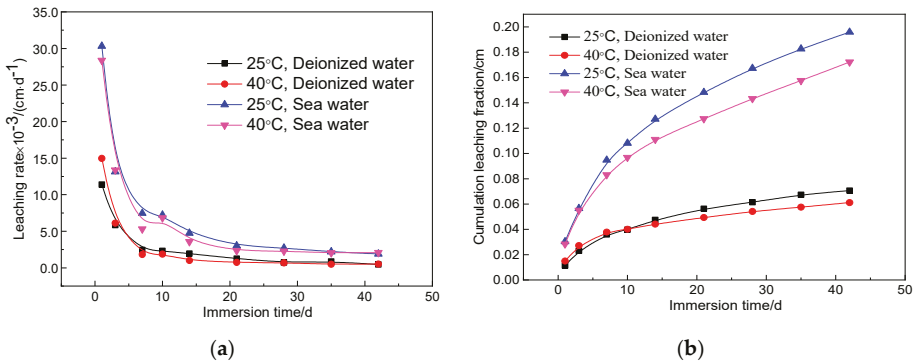 (a)
35.0
30.0
25.0
20.0
15.0
10.0
5.0
0.0
Leaching rate×10⁻³/(cm·d⁻¹)
25°C, Deionized water
40°C, Deionized water
25°C, Sea water
40°C, Sea water
0 10 20 30 40 50
Immersion time/d
(a)
(b)
0.20
0.18
0.16
0.14
0.12
0.10
0.08
0.06
0.04
0.02
0.00
Cumulation leaching fraction/cm
25°C, Deionized water
40°C, Deionized water
25°C, Sea water
40°C, Sea water
0 10 20 30 40 50
Immersion time/d
(b)